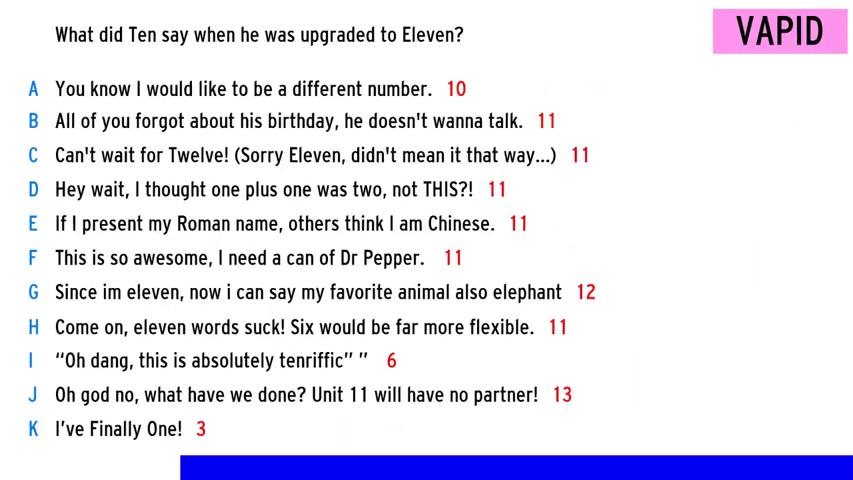 What did Ten say when he was upgraded to Eleven?
VAPID
A You know I would like to be a different number. 10
B All of you forgot about his birthday, he doesn't wanna talk. 11
C Can't wait for Twelve! (Sorry Eleven, didn't mean it that way...) 11
D Hey wait, I thought one plus one was two, not THIS?! 11
E If I present my Roman name, others think I am Chinese. 11
F This is so awesome, I need a can of Dr Pepper. 11
G Since im eleven, now i can say my favorite animal also elephant 12
H Come on, eleven words suck! Six would be far more flexible. 11
I “Oh dang, this is absolutely tenriffic” ” 6
J Oh god no, what have we done? Unit 11 will have no partner! 13
K I've Finally One! 3